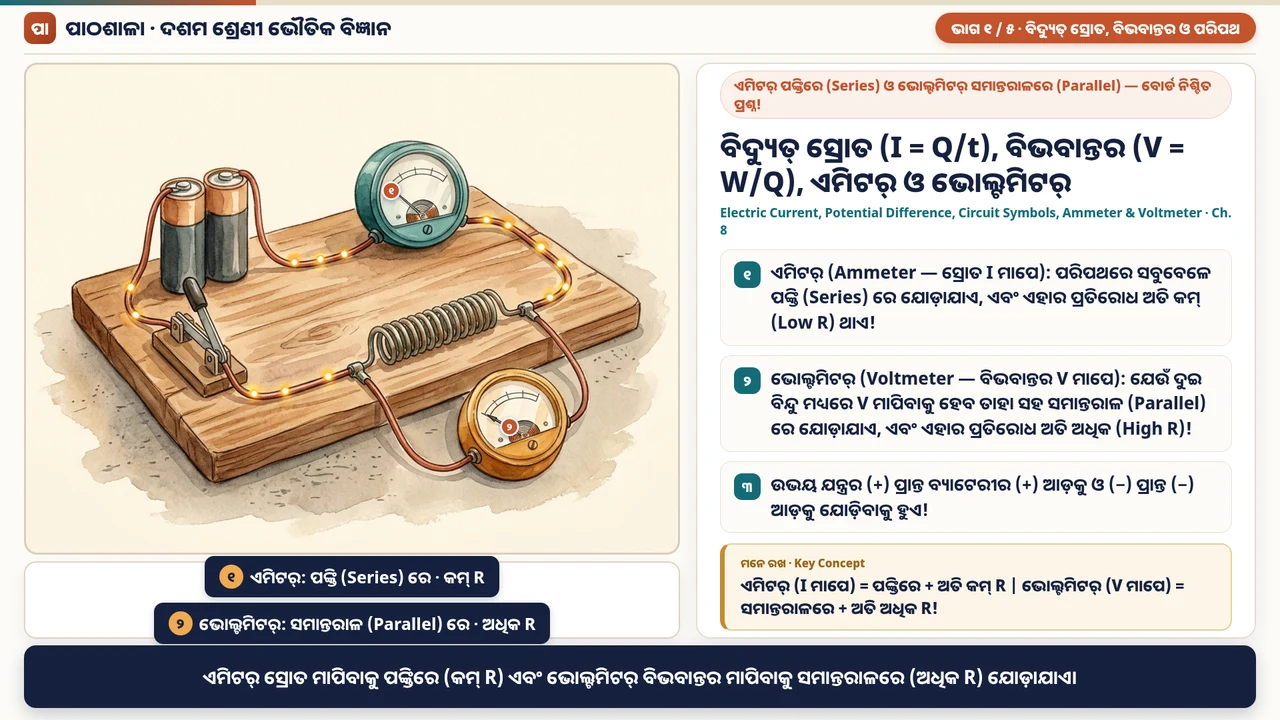 ପା ପାଠଶାଳା · ଦଶମ ଶ୍ରେଣୀ ଭୌତିକ ବିଜ୍ଞାନ
ଭାଗ ୧ / ୫ · ବିଦ୍ୟୁତ୍ ସ୍ରୋତ, ବିଭବାନ୍ତର ଓ ପରିପଥ
୧
୨
୧ ଏମିଟର୍: ପଙ୍କ୍ତି (Series) ରେ · କମ୍ R
୨ ଭୋଲ୍ଟମିଟର୍: ସମାନ୍ତରାଳ (Parallel) ରେ · ଅଧିକ R
ଏମିଟର୍ ପଙ୍କ୍ତିରେ (Series) ଓ ଭୋଲ୍ଟମିଟର୍ ସମାନ୍ତରାଳରେ (Parallel) — ବୋର୍ଡ ନିଶ୍ଚିତ
ପ୍ରଶ୍ନ!
ବିଦ୍ୟୁତ୍ ସ୍ରୋତ (I = Q/t), ବିଭବାନ୍ତର (V =
W/Q), ଏମିଟର୍ ଓ ଭୋଲ୍ଟମିଟର୍
Electric Current, Potential Difference, Circuit Symbols, Ammeter & Voltmeter · Ch.
8
୧ ଏମିଟର୍ (Ammeter — ସ୍ରୋତ I ମାପେ): ପରିପଥରେ ସବୁବେଳେ
ପଙ୍କ୍ତି (Series) ରେ ଯୋଡ଼ାଯାଏ, ଏବଂ ଏହାର ପ୍ରତିରୋଧ ଅତି କମ୍
(Low R) ଥାଏ!
୨ ଭୋଲ୍ଟମିଟର୍ (Voltmeter — ବିଭବାନ୍ତର V ମାପେ): ଯେଉଁ ଦୁଇ
ବିନ୍ଦୁ ମଧ୍ୟରେ V ମାପିବାକୁ ହେବ ତାହା ସହ ସମାନ୍ତରାଳ (Parallel)
ରେ ଯୋଡ଼ାଯାଏ, ଏବଂ ଏହାର ପ୍ରତିରୋଧ ଅତି ଅଧିକ (High R)!
୩ ଉଭୟ ଯନ୍ତ୍ରର (+) ପ୍ରାନ୍ତ ବ୍ୟାଟେରୀର (+) ଆଡ଼କୁ ଓ (−) ପ୍ରାନ୍ତ (−)
ଆଡ଼କୁ ଯୋଡ଼ିବାକୁ ହୁଏ!
ମନେ ରଖ · Key Concept
ଏମିଟର୍ (I ମାପେ) = ପଙ୍କ୍ତିରେ + ଅତି କମ୍ R | ଭୋଲ୍ଟମିଟର୍ (V ମାପେ) =
ସମାନ୍ତରାଳରେ + ଅତି ଅଧିକ R!
ଏମିଟର୍ ସ୍ରୋତ ମାପିବାକୁ ପଙ୍କ୍ତିରେ (କମ୍ R) ଏବଂ ଭୋଲ୍ଟମିଟର୍ ବିଭବାନ୍ତର ମାପିବାକୁ ସମାନ୍ତରାଳରେ (ଅଧିକ R) ଯୋଡ଼ାଯାଏ।